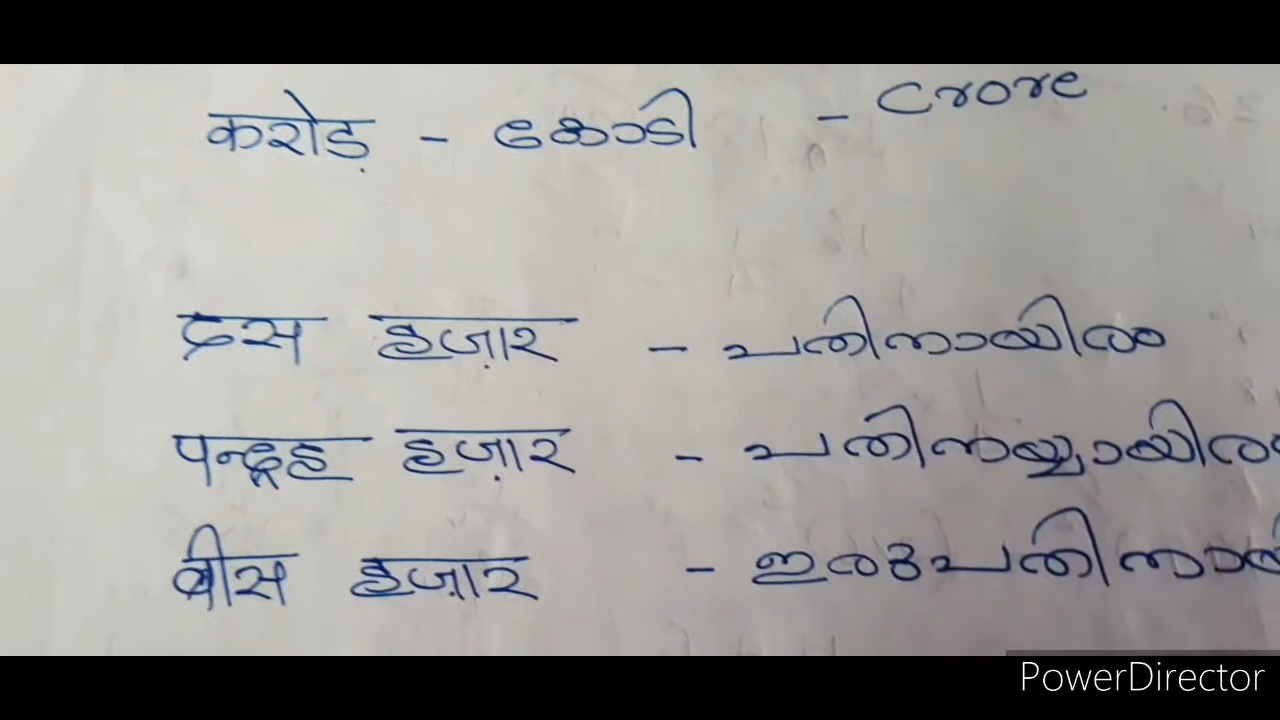 करोड़ - കോടി - crore
दस हज़ार - പതിനായിരം
पन्द्रह हज़ार - പതിനയ്യായിര
बीस हज़ार - ഇരുപതിനായി
PowerDirector